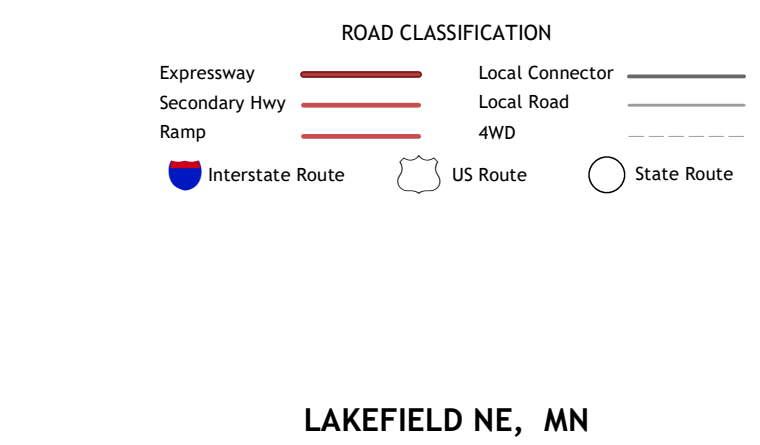 ROAD CLASSIFICATION
Expressway
Local Connector
Secondary Hwy
Local Road
Ramp
4WD
Interstate Route
US Route
State Route
LAKEFIELD NE, MN